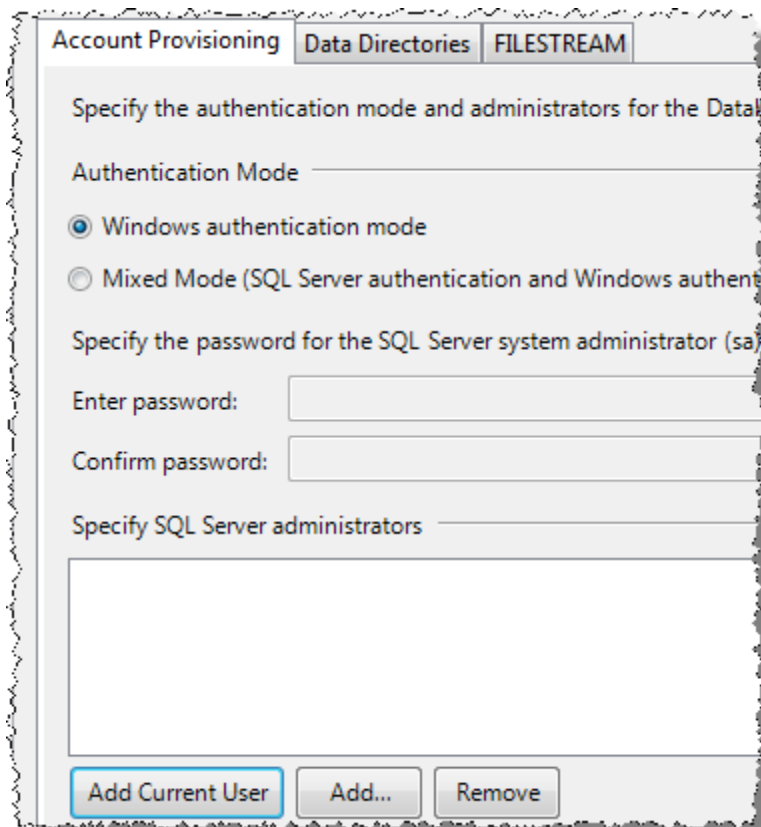 Account Provisioning Data Directories FILESTREAM
Specify the authentication mode and administrators for the
Authentication Mode
Windows authentication mode
Mixed Mode (SQL Server authentication and Windows
Specify the password for the SQL Server system administrator (sa)
Enter password:
Confirm password:
Specify SQL Server administrators
Add Current User Add... Remove